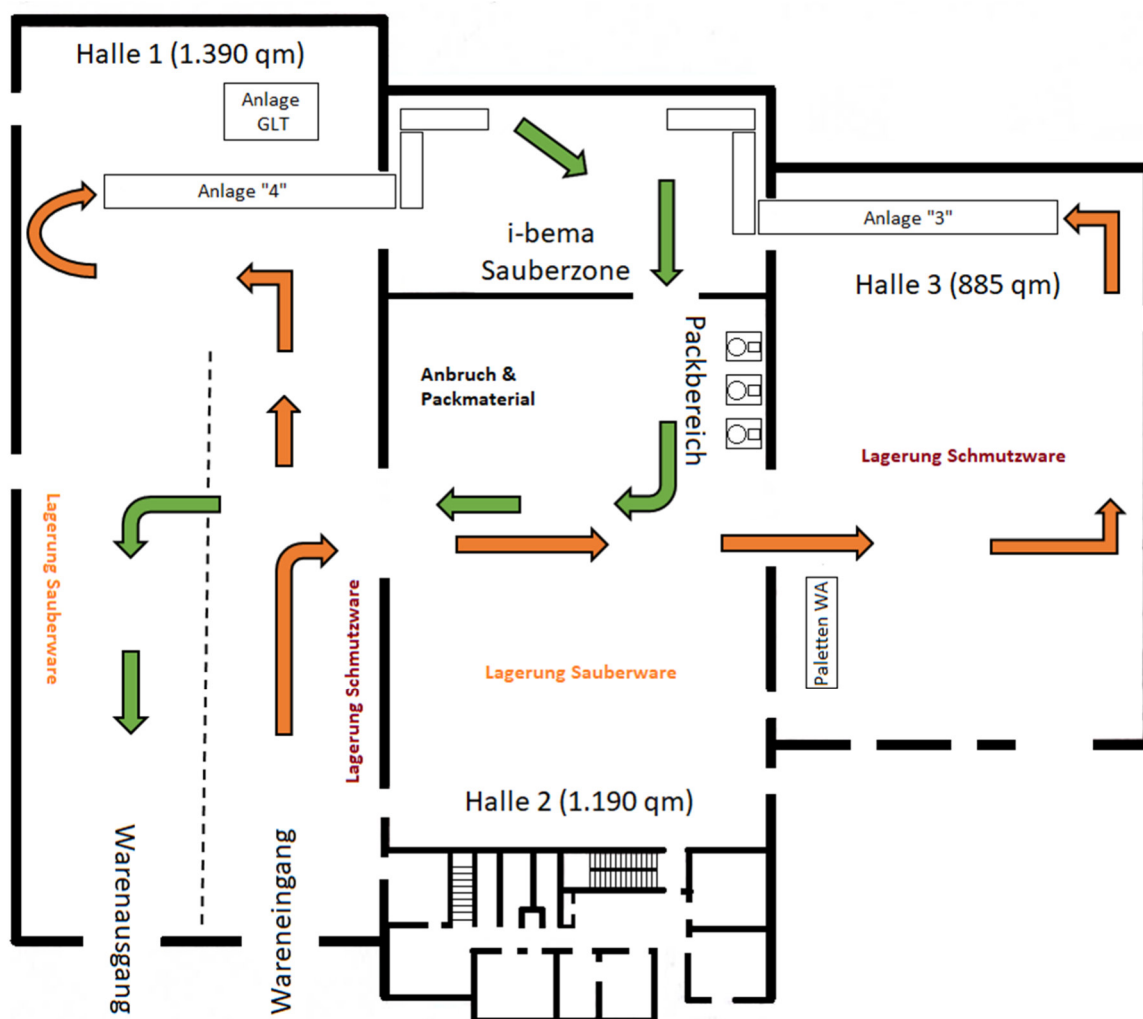 Halle 1 (1.390 qm)
Anlage
GLT
Anlage "4"
i-bema
Sauberzone
Anlage "3"
Halle 3 (885 qm)
Anbruch &
Packmaterial
Packbereich
Lagerung Schmutzware
Lagerung Sauberware
Lagerung Schmutzware
Lagerung Sauberware
Paletten WA
Halle 2 (1.190 qm)
Warenausgang
Wareneingang